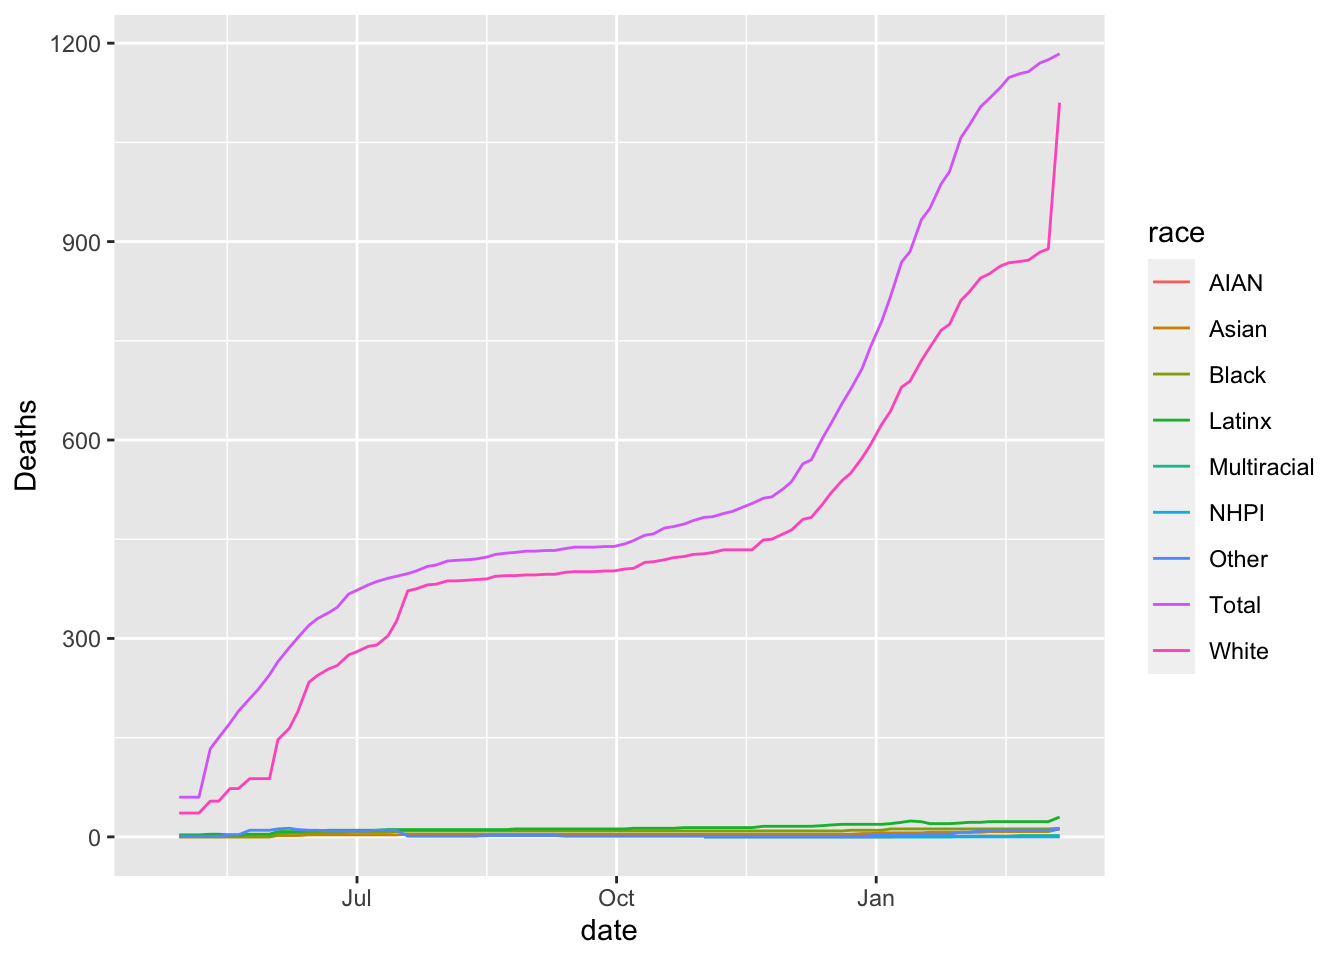 1200
900
600
300
0
Deaths
Jul
Oct
Jan
date
race
AIAN
Asian
Black
Latinx
Multiracial
NHPI
Other
Total
White